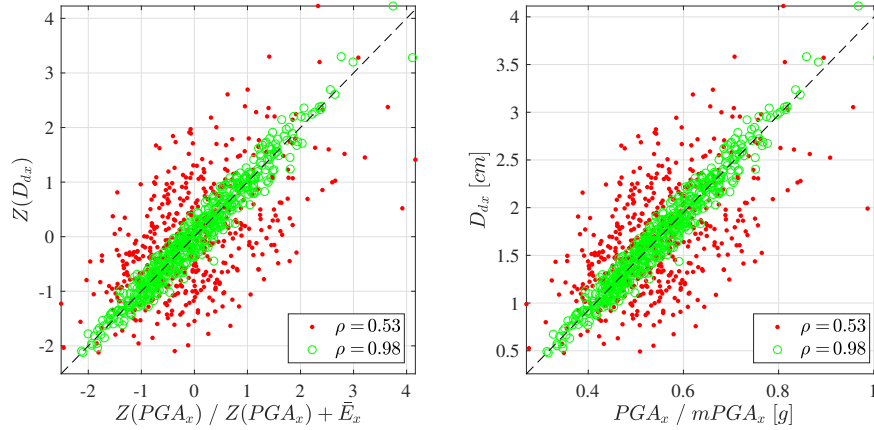 4
3
2
1
0
-1
-2
Z(D_{dx})
-2 -1 0 1 2 3 4
Z(PGA_x) / Z(PGA_x) + \bar{E}_x
ρ = 0.53
ρ = 0.98
4
3.5
3
2.5
2
1.5
1
0.5
D_{dx} [cm]
0.4 0.6 0.8 1
PGA_x / mPGA_x [g]
ρ = 0.53
ρ = 0.98